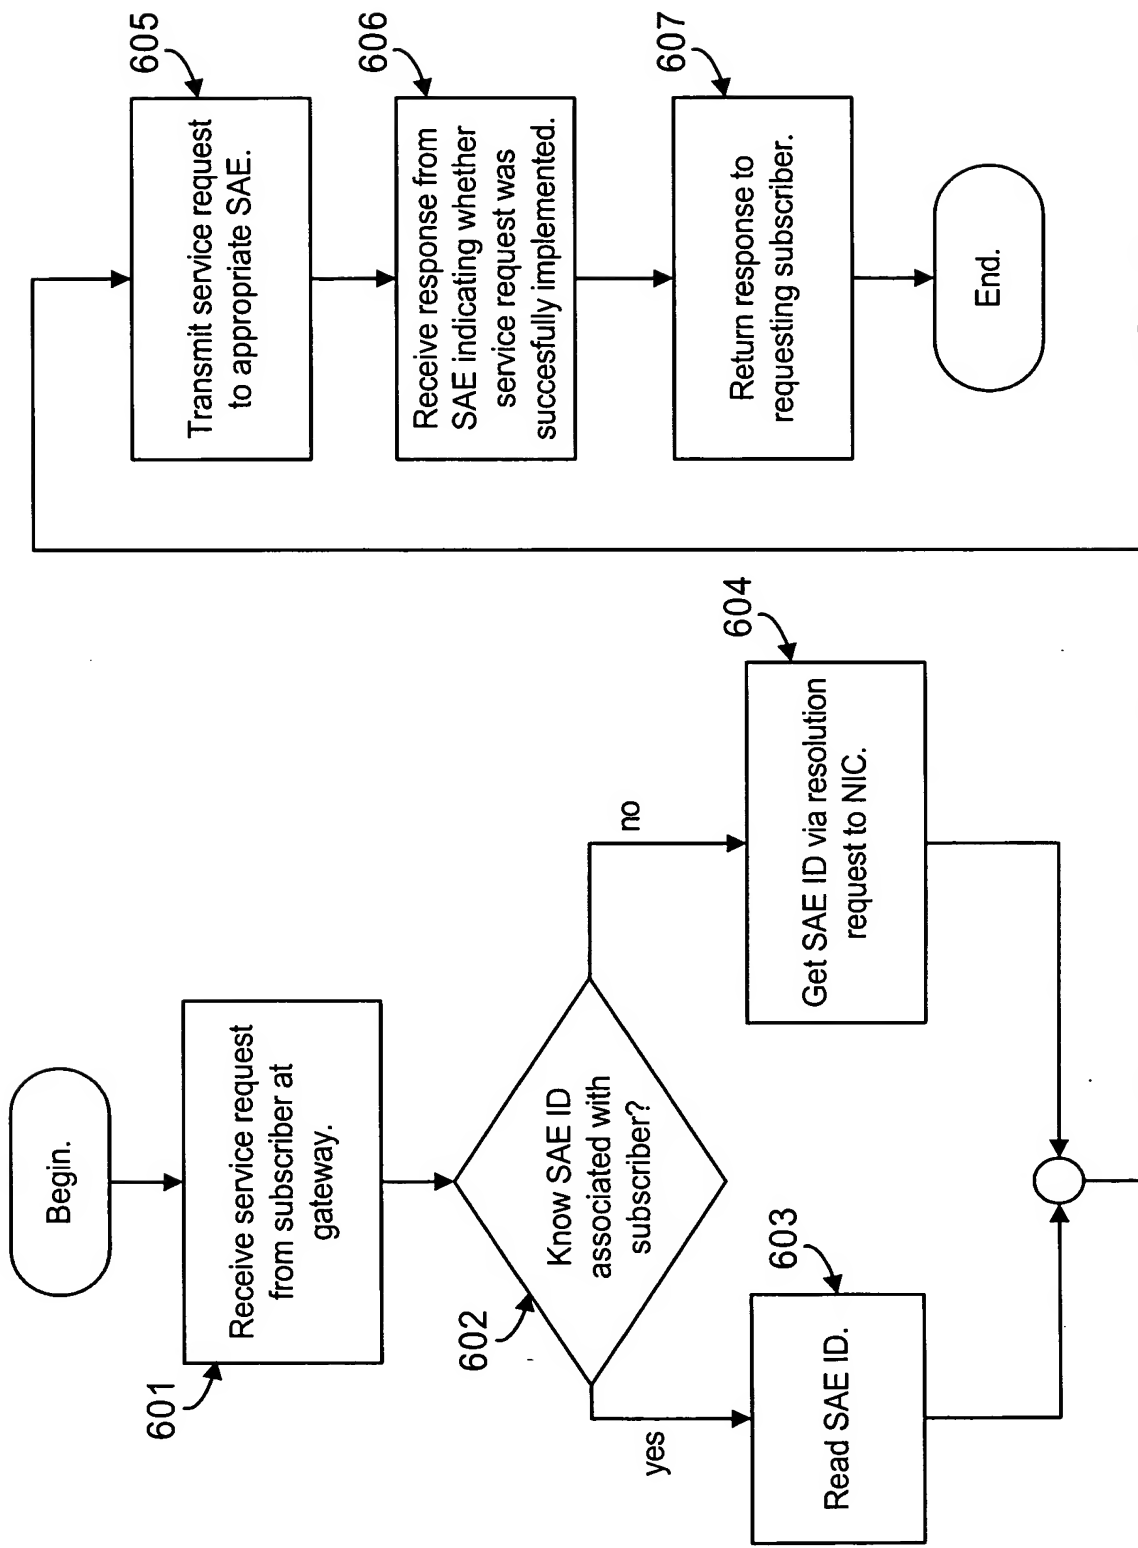 Begin.
601
Receive service request
from subscriber at
gateway.
602
Know SAE ID
associated with
subscriber?
yes
no
603
Read SAE ID.
604
Get SAE ID via resolution
request to NIC.
605
Transmit service request
to appropriate SAE.
606
Receive response from
SAE indicating whether
service request was
succesfully implemented.
607
Return response to
requesting subscriber.
End.